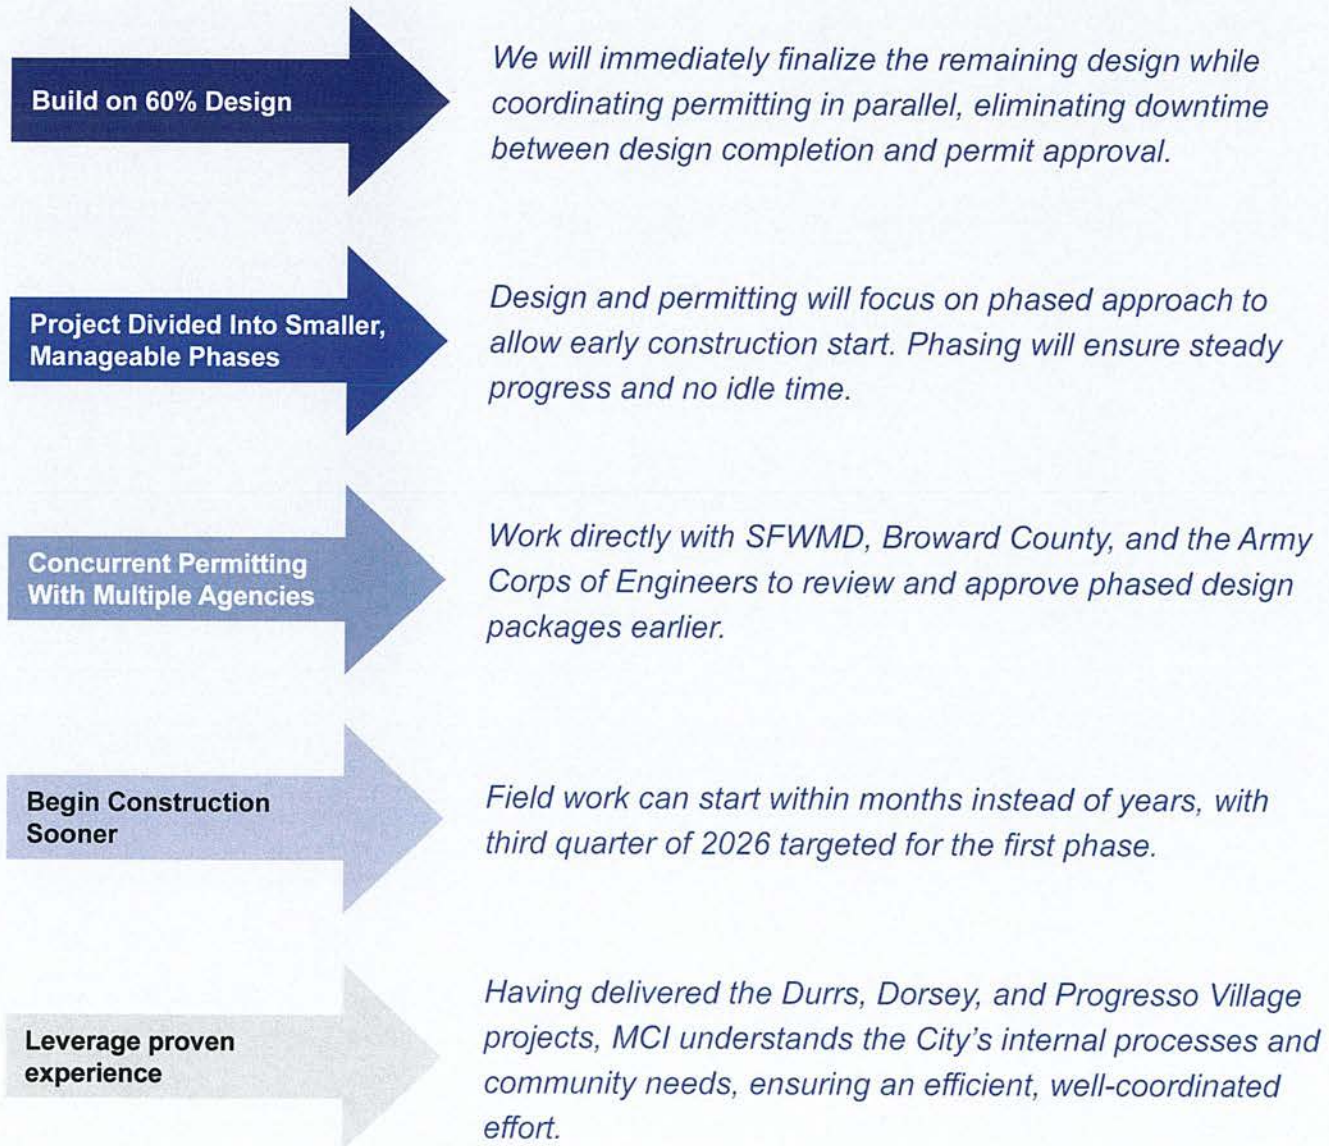 Build on 60% Design
We will immediately finalize the remaining design while
coordinating permitting in parallel, eliminating downtime
between design completion and permit approval.
Project Divided Into Smaller,
Manageable Phases
Design and permitting will focus on phased approach to
allow early construction start. Phasing will ensure steady
progress and no idle time.
Concurrent Permitting
With Multiple Agencies
Work directly with SFWMD, Broward County, and the Army
Corps of Engineers to review and approve phased design
packages earlier.
Begin Construction
Sooner
Field work can start within months instead of years, with
third quarter of 2026 targeted for the first phase.
Leverage proven
experience
Having delivered the Durrs, Dorsey, and Progresso Village
projects, MCI understands the City's internal processes and
community needs, ensuring an efficient, well-coordinated
effort.